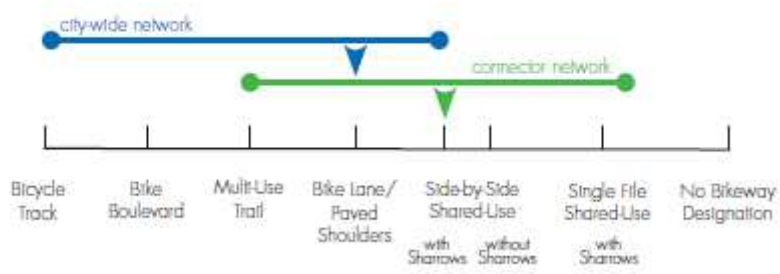 city-wide network
connector network
Bicycle
Track
Bike
Boulevard
Multi-Use
Trail
Bike Lane/
Paved
Shoulders
Side-by-Side
Shared-Use
with
Sharrows
without
Sharrows
Single File
Shared-Use
with
Sharrows
No Bikeway
Designation